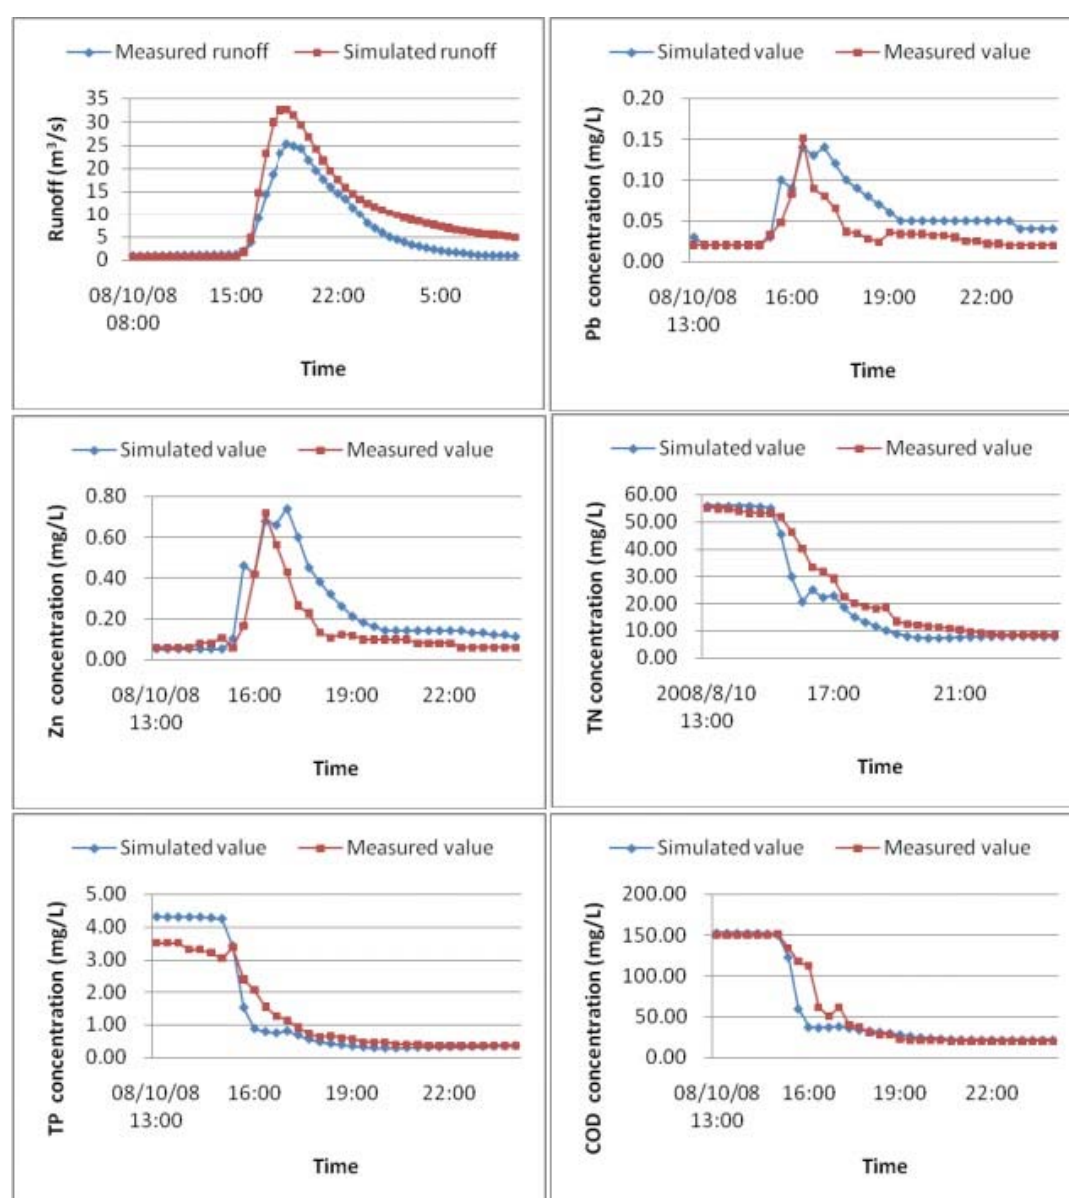 Measured runoff Simulated runoff
35
30
25
20
15
10
5
0
Runoff (m³/s)
08/10/08 15:00 22:00 5:00
08:00
Time
Simulated value Measured value
0.20
0.15
0.10
0.05
0.00
Pb concentration (mg/L)
08/10/08 16:00 19:00 22:00
13:00
Time
Simulated value Measured value
0.80
0.60
0.40
0.20
0.00
Zn concentration (mg/L)
08/10/08 16:00 19:00 22:00
13:00
Time
Simulated value Measured value
60.00
50.00
40.00
30.00
20.00
10.00
0.00
TN concentration (mg/L)
2008/8/10 17:00 21:00
13:00
Time
Simulated value Measured value
5.00
4.00
3.00
2.00
1.00
0.00
TP concentration (mg/L)
08/10/08 16:00 19:00 22:00
13:00
Time
Simulated value Measured value
200.00
150.00
100.00
50.00
0.00
COD concentration (mg/L)
08/10/08 16:00 19:00 22:00
13:00
Time